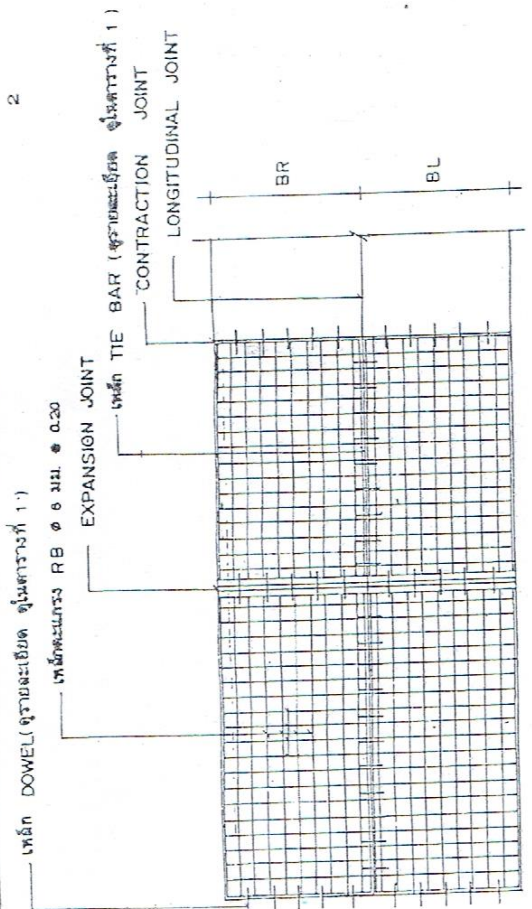 2
เหล็ก DOWEL ( ดูรายละเอียด ดูในตารางที่ 1 )
เหล็กตะแกรง RB Ø 6 มม. @ 0.20
EXPANSION JOINT
เหล็ก TIE BAR ( ดูรายละเอียด ดูในตารางที่ 1 )
CONTRACTION JOINT
LONGITUDINAL JOINT
BR
BL